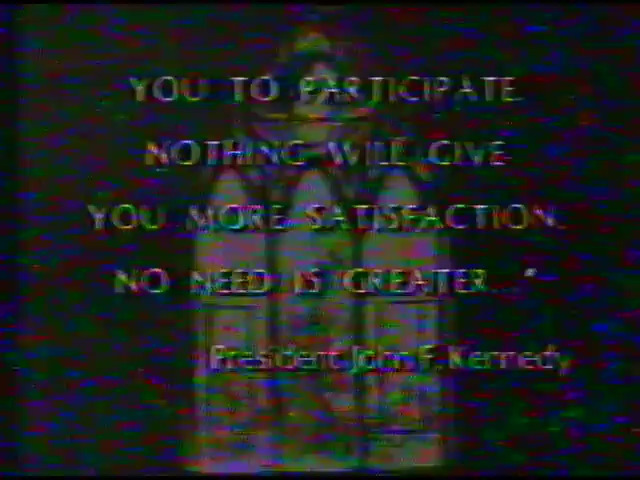 YOU TO PARTICIPATE.
NOTHING WILL GIVE
YOU MORE SATISFACTION.
NO NEED IS GREATER..."
President John F. Kennedy